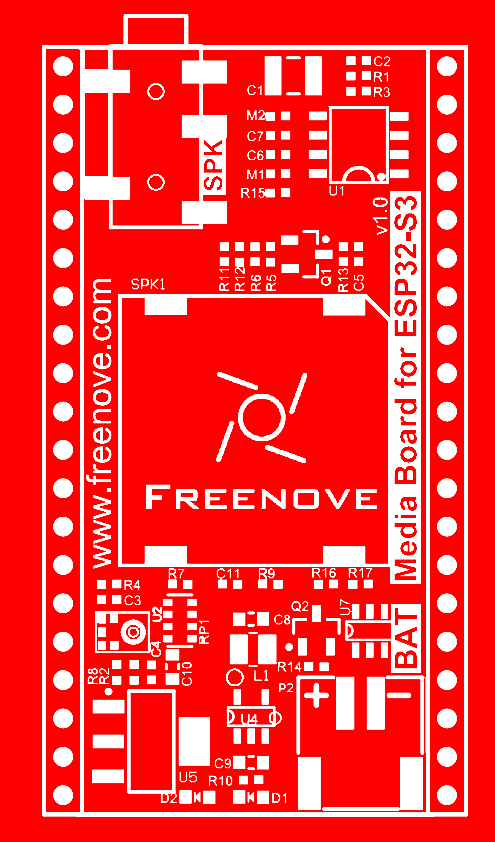 C1
C2
R1
R3
M2
C7
C6
M1
R15
U1
SPK
v1.0
R11
R12
R6
R5
Q1
R13
C5
SPK1
www.freenove.com
Media Board for ESP32-S3
FREENOVE
R7
C11
R9
R16
R17
R4
C3
U2
RP1
C4
C8
Q2
U7
BAT
R8
R2
C10
L1
R14
P2
+
−
U4
U5
C9
R10
D2
D1